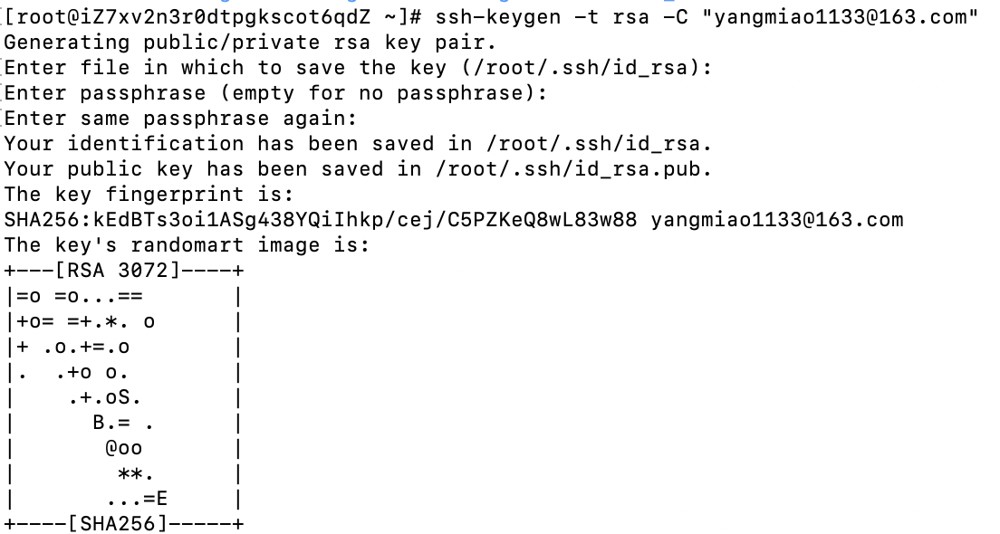 [root@iZ7xv2n3r0dtpgkscot6qdZ ~]# ssh-keygen -t rsa -C "yangmiao1133@163.com"
Generating public/private rsa key pair.
Enter file in which to save the key (/root/.ssh/id_rsa):
Enter passphrase (empty for no passphrase):
Enter same passphrase again:
Your identification has been saved in /root/.ssh/id_rsa.
Your public key has been saved in /root/.ssh/id_rsa.pub.
The key fingerprint is:
SHA256:kEdBTs3oi1ASg438YQiIhkp/cej/C5PZKeQ8wL83w88 yangmiao1133@163.com
The key's randomart image is:
+---[RSA 3072]----+
|=o =o...==       |
|+o= =+.*. o      |
|+ .o.+=.o        |
|.  .+o o.        |
|    .+.oS.       |
|      B.= .      |
|       @oo       |
|        **.      |
|       ...=E     |
+----[SHA256]-----+